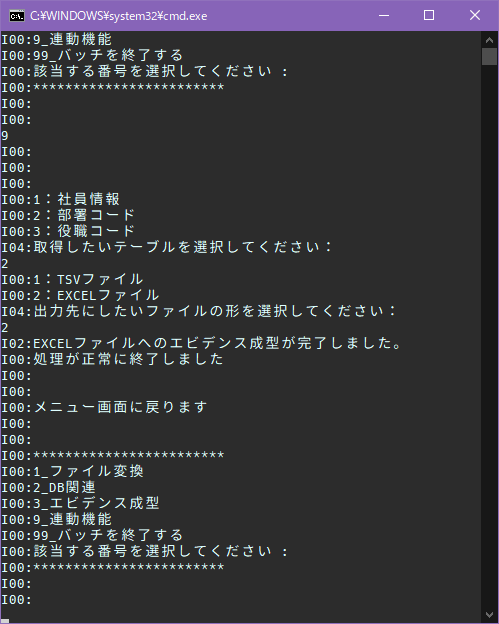 C:¥WINDOWS¥system32¥cmd.exe
I00:9_連動機能
I00:99_バッチを終了する
I00:該当する番号を選択してください :
I00:************************
I00:
I00:
9
I00:
I00:
I00:
I00:1：社員情報
I00:2：部署コード
I00:3：役職コード
I04:取得したいテーブルを選択してください：
2
I00:1：TSVファイル
I00:2：EXCELファイル
I04:出力先にしたいファイルの形を選択してください：
2
I02:EXCELファイルへのエビデンス成型が完了しました。
I00:処理が正常に終了しました
I00:
I00:
I00:メニュー画面に戻ります
I00:
I00:
I00:************************
I00:1_ファイル変換
I00:2_DB関連
I00:3_エビデンス成型
I00:9_連動機能
I00:99_バッチを終了する
I00:該当する番号を選択してください :
I00:************************
I00:
I00: